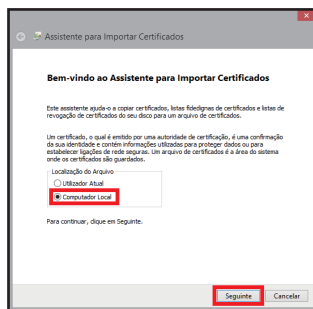 Assistente para Importar Certificados
Bem-vindo ao Assistente para Importar Certificados
Este assistente ajuda-o a copiar certificados, listas fidedignas de certificados e listas de
revogação de certificados do seu disco para um arquivo de certificados.
Um certificado, o qual é emitido por uma autoridade de certificação, é uma confirmação
da sua identidade e contém informações utilizadas para proteger dados ou para
estabelecer ligações de rede seguras. Um arquivo de certificados é a área do sistema
onde os certificados são guardados.
Localização do Arquivo
Utilizador Atual
Computador Local
Para continuar, clique em Seguinte.
Seguinte Cancelar